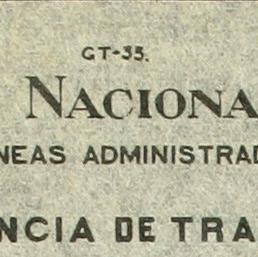 GT-35.
NACIONA
NEAS ADMINISTRAD
NCIA DE TRA